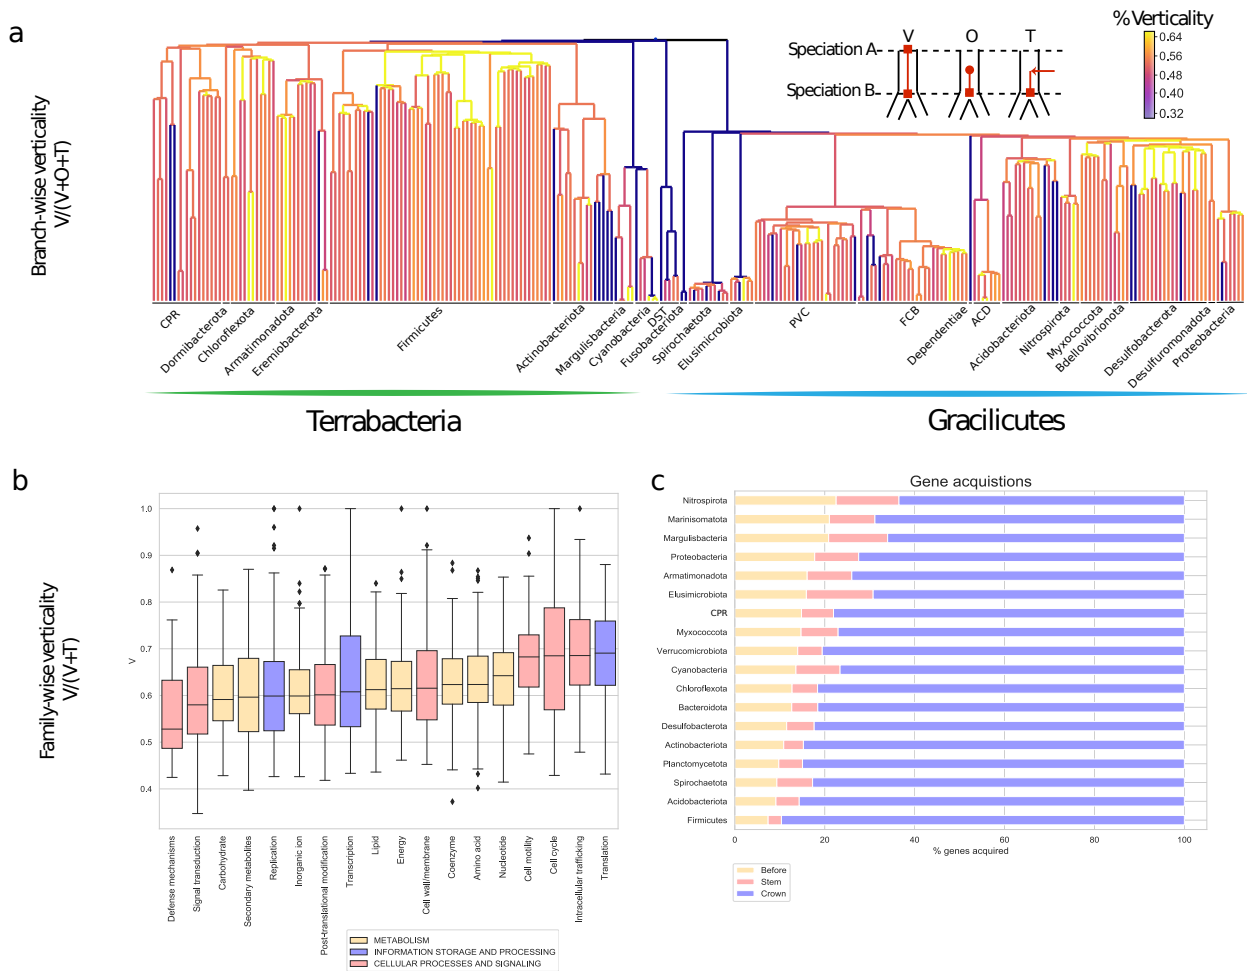 a
Branch-wise verticality
V/(V+O+T)
Speciation A
Speciation B
V
O
T
% Verticality
0.64
0.56
0.48
0.40
0.32
CPR
Dormibacterota
Chloroflexota
Armatimonadota
Eremiobacterota
Firmicutes
Actinobacteriota
Margulisbacteria
Cyanobacteria
DST
Fusobacteriota
Spirochaetota
Elusimicrobiota
PVC
FCB
Dependentiae
ACD
Acidobacteriota
Nitrospirota
Myxococcota
Bdellovibrionota
Desulfobacterota
Desulfuromonadota
Proteobacteria
Terrabacteria
Gracilicutes
b
Family-wise verticality
V/(V+T)
V
1.0
0.9
0.8
0.7
0.6
0.5
0.4
Defense mechanisms
Signal transduction
Carbohydrate
Secondary metabolites
Replication
Inorganic ion
Post-translational modification
Transcription
Lipid
Energy
Cell wall/membrane
Coenzyme
Amino acid
Nucleotide
Cell motility
Cell cycle
Intracellular trafficking
Translation
METABOLISM
INFORMATION STORAGE AND PROCESSING
CELLULAR PROCESSES AND SIGNALING
c
Gene acquistions
Nitrospirota
Marinisomatota
Margulisbacteria
Proteobacteria
Armatimonadota
Elusimicrobiota
CPR
Myxococcota
Verrucomicrobiota
Cyanobacteria
Chloroflexota
Bacteroidota
Desulfobacterota
Actinobacteriota
Planctomycetota
Spirochaetota
Acidobacteriota
Firmicutes
0 20 40 60 80 100
% genes acquired
Before
Stem
Crown